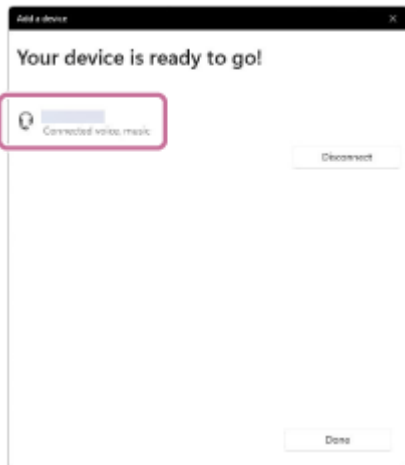 Add a device
Your device is ready to go!
Connected voice, music
Disconnect
Done